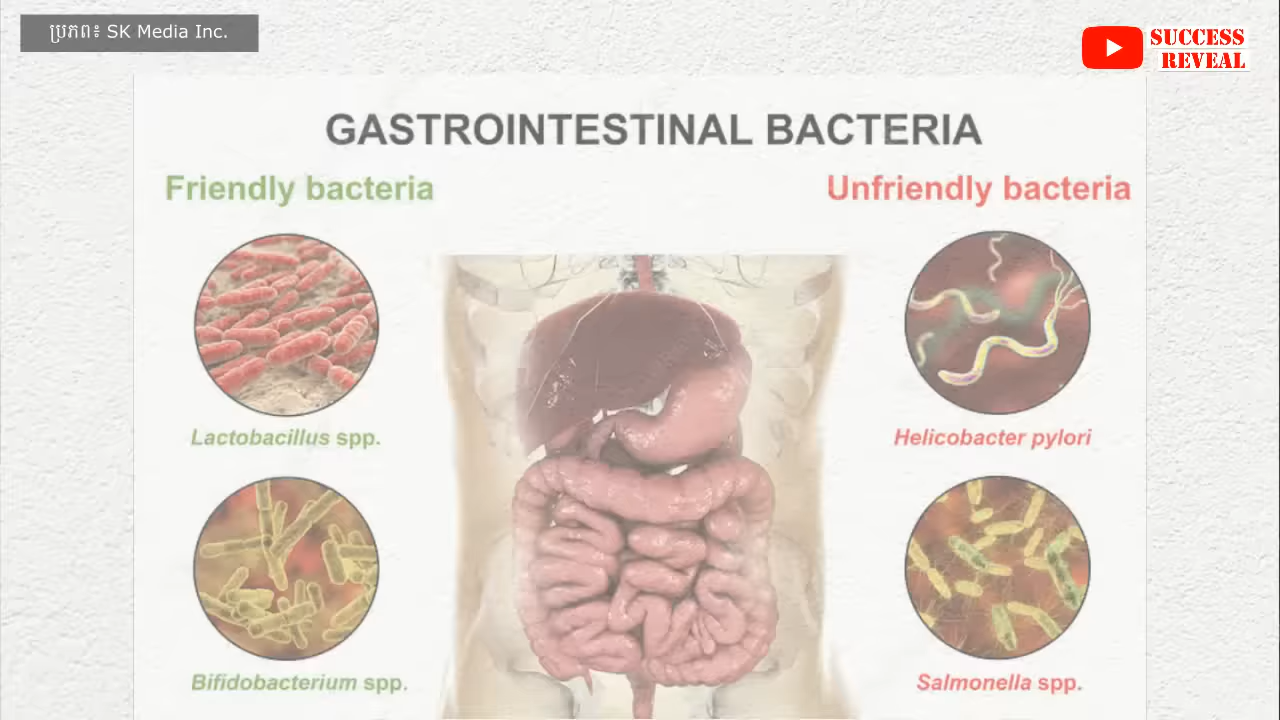 ប្រភព៖ SK Media Inc.
SUCCESS
REVEAL
GASTROINTESTINAL BACTERIA
Friendly bacteria
Unfriendly bacteria
Lactobacillus spp.
Helicobacter pylori
Bifidobacterium spp.
Salmonella spp.